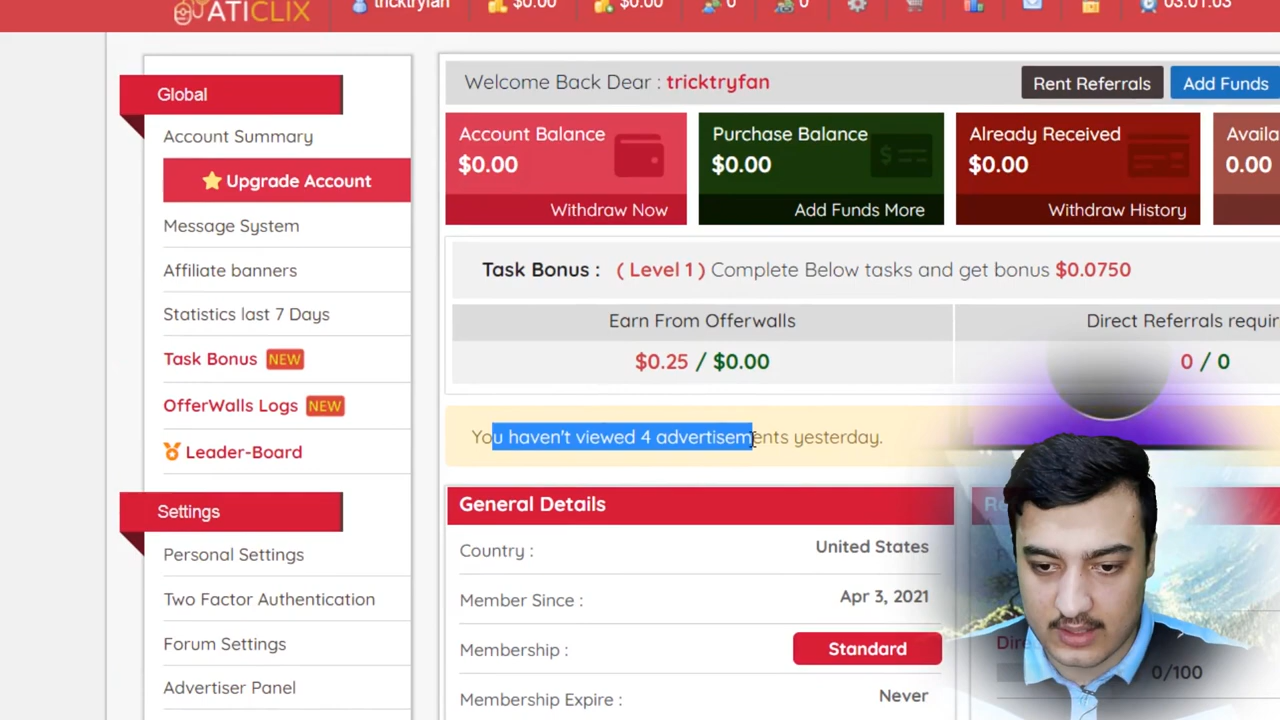 ATICLIX tricktryfan $0.00 $0.00 0 0 03:01:03
Global
Account Summary
Upgrade Account
Message System
Affiliate banners
Statistics last 7 Days
Task Bonus NEW
OfferWalls Logs NEW
Leader-Board
Settings
Personal Settings
Two Factor Authentication
Forum Settings
Advertiser Panel
Welcome Back Dear : tricktryfan
Rent Referrals
Add Funds
Account Balance
$0.00
Withdraw Now
Purchase Balance
$0.00
Add Funds More
Already Received
$0.00
Withdraw History
Availa
0.00
Task Bonus : ( Level 1 ) Complete Below tasks and get bonus $0.0750
Earn From Offerwalls
$0.25 / $0.00
Direct Referrals requir
0 / 0
You haven't viewed 4 advertisements yesterday.
General Details
Country : United States
Member Since : Apr 3, 2021
Membership : Standard
Membership Expire : Never
Dire
0/100